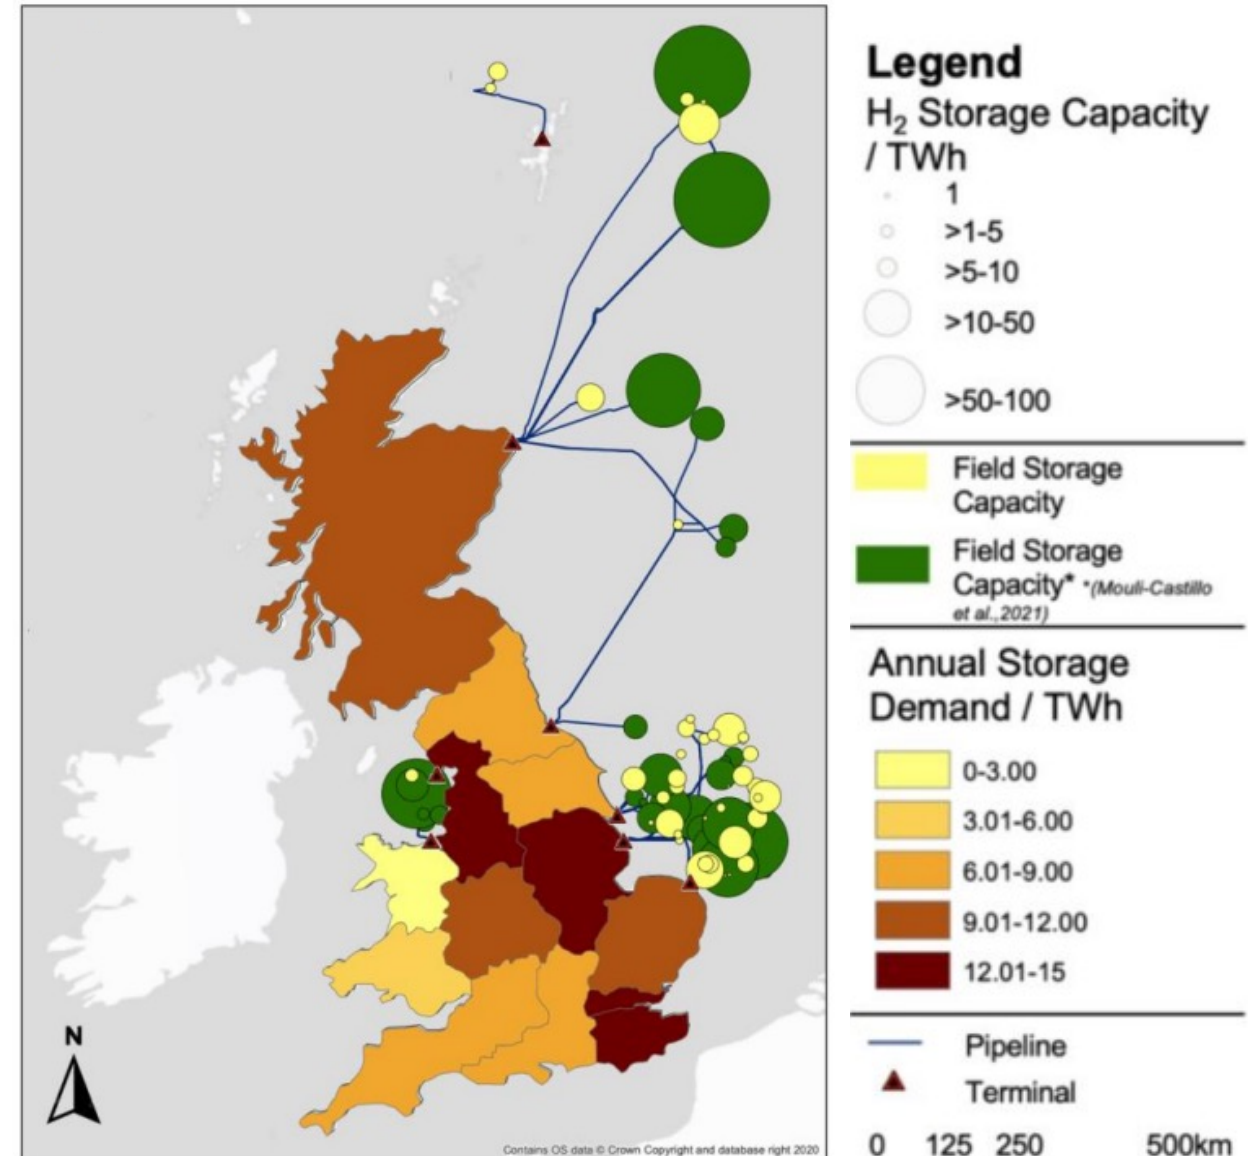 Legend
H₂ Storage Capacity
/ TWh
1
>1-5
>5-10
>10-50
>50-100
Field Storage
Capacity
Field Storage
Capacity* *(Mouli-Castillo
et al.,2021)
Annual Storage
Demand / TWh
0-3.00
3.01-6.00
6.01-9.00
9.01-12.00
12.01-15
Pipeline
Terminal
0 125 250 500km
N
Contains OS data © Crown Copyright and database right 2020